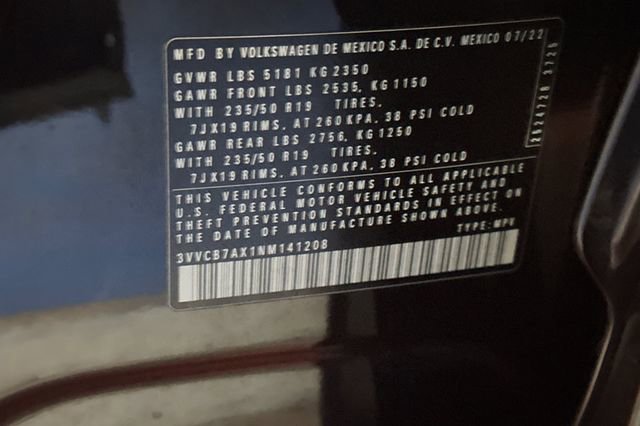 MFD BY VOLKSWAGEN DE MEXICO S.A. DE C.V. MEXICO 07/22
GVWR LBS 5181 KG 2350
GAWR FRONT LBS 2535, KG 1150
WITH 235/50 R19 TIRES.
7JX19 RIMS, AT 260 KPA, 38 PSI COLD
GAWR REAR LBS 2756, KG 1250
WITH 235/50 R19 TIRES.
7JX19 RIMS, AT 260 KPA, 38 PSI COLD
THIS VEHICLE CONFORMS TO ALL APPLICABLE
U.S. FEDERAL MOTOR VEHICLE SAFETY AND
THEFT PREVENTION STANDARDS IN EFFECT ON
THE DATE OF MANUFACTURE SHOWN ABOVE
TYPE: MPV
3VVCB7AX1NM141208